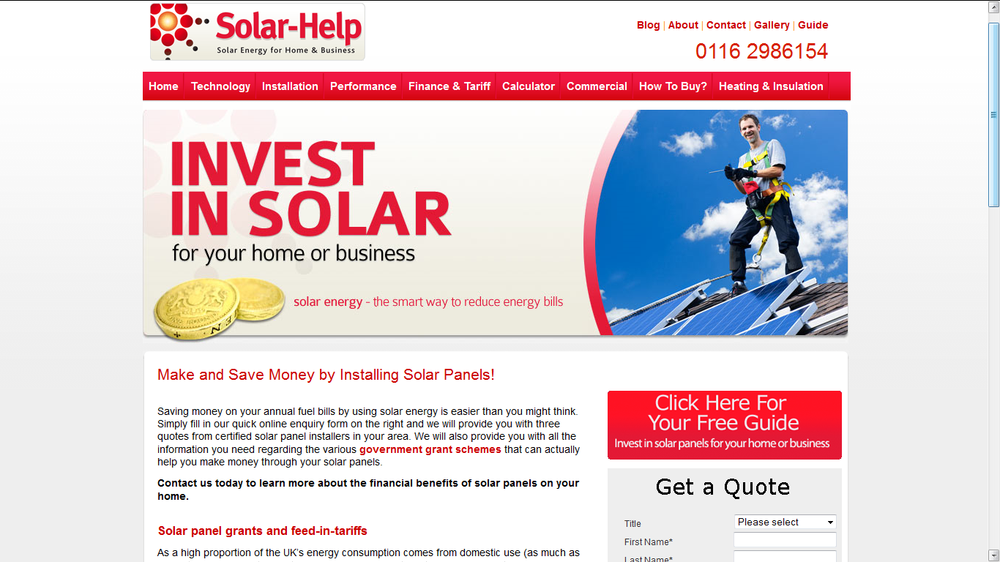 Solar-Help
Solar Energy for Home & Business
Blog | About | Contact | Gallery | Guide
0116 2986154
Home Technology Installation Performance Finance & Tariff Calculator Commercial How To Buy? Heating & Insulation
INVEST
IN SOLAR
for your home or business
solar energy - the smart way to reduce energy bills
Make and Save Money by Installing Solar Panels!
Saving money on your annual fuel bills by using solar energy is easier than you might think.
Simply fill in our quick online enquiry form on the right and we will provide you with three
quotes from certified solar panel installers in your area. We will also provide you with all the
information you need regarding the various government grant schemes that can actually
help you make money through your solar panels.
Contact us today to learn more about the financial benefits of solar panels on your
home.
Solar panel grants and feed-in-tariffs
As a high proportion of the UK's energy consumption comes from domestic use (as much as
Click Here For
Your Free Guide
Invest in solar panels for your home or business
Get a Quote
Title Please select
First Name*
Last Name*